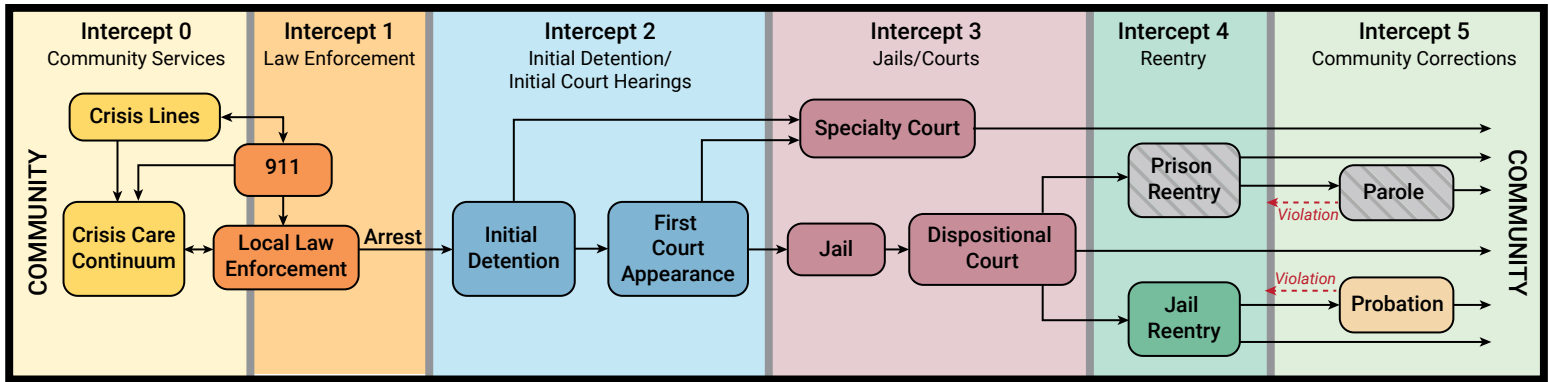 Intercept 0
Community Services
Intercept 1
Law Enforcement
Intercept 2
Initial Detention/
Initial Court Hearings
Intercept 3
Jails/Courts
Intercept 4
Reentry
Intercept 5
Community Corrections
COMMUNITY
Crisis Lines
911
Crisis Care
Continuum
Local Law
Enforcement
Arrest
Initial
Detention
First
Court
Appearance
Specialty Court
Jail
Dispositional
Court
Prison
Reentry
Jail
Reentry
Violation
Parole
Violation
Probation
COMMUNITY